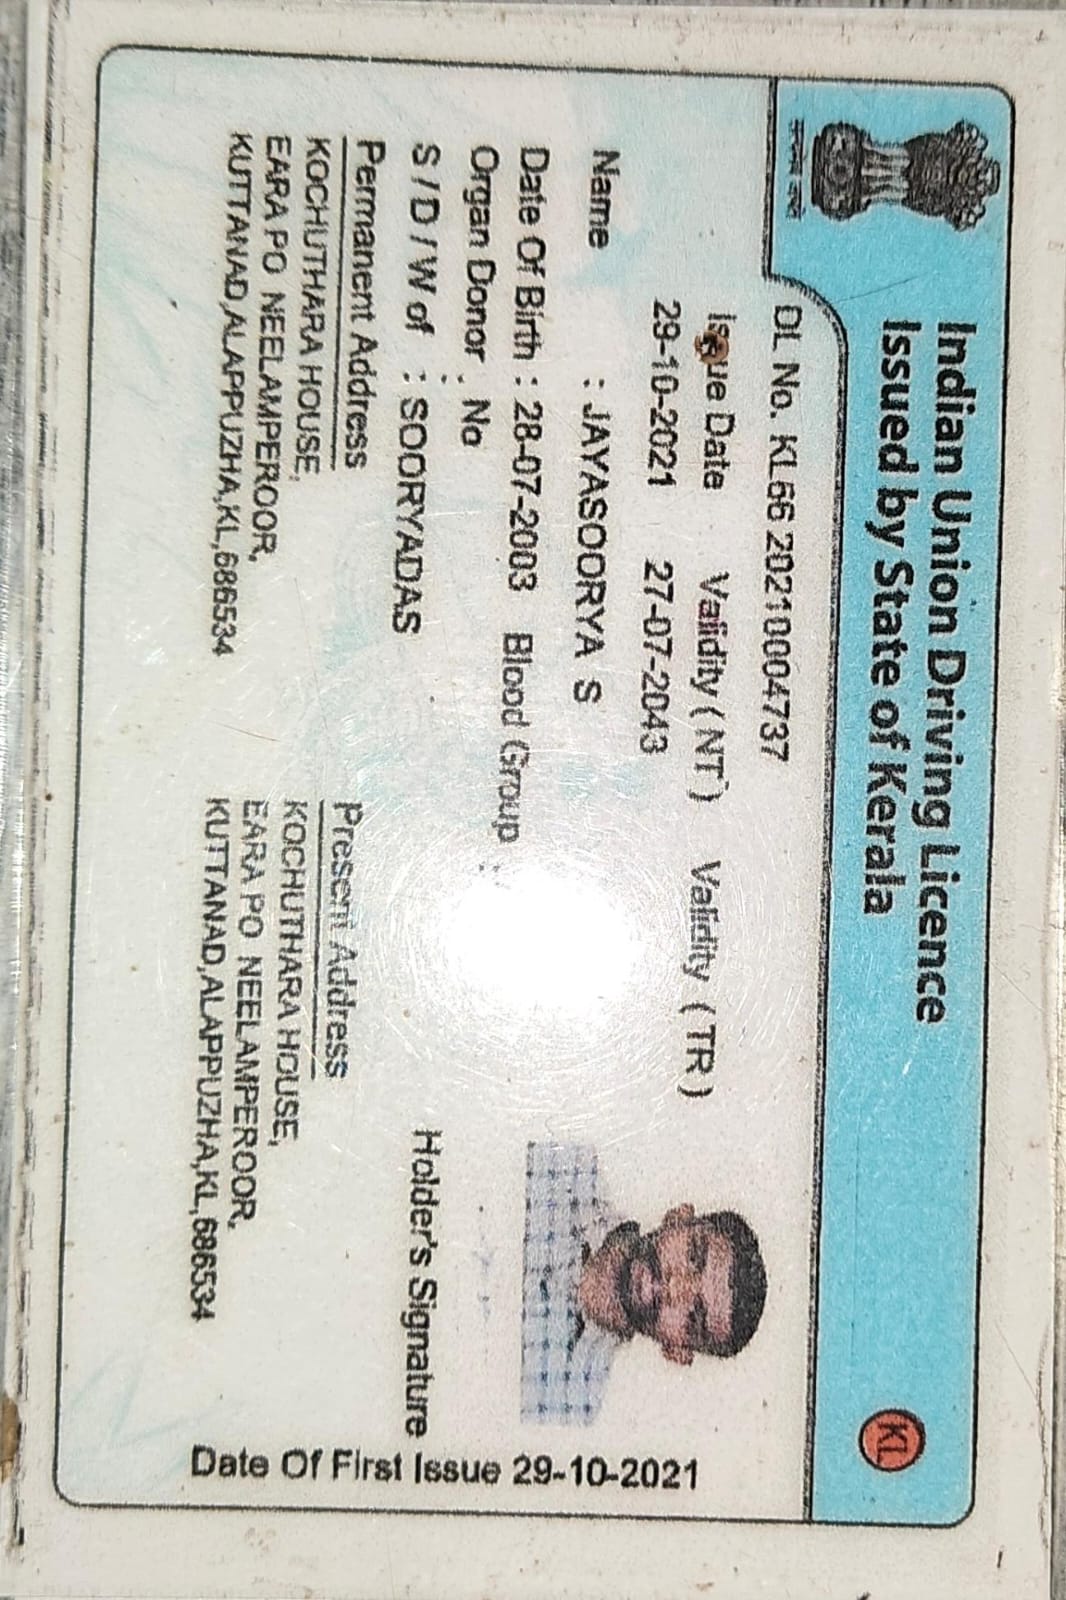 Indian Union Driving Licence
Issued by State of Kerala
KL
सत्यमेव जयते
DL No. KL66 20210004737
Issue Date Validity ( NT ) Validity ( TR )
29-10-2021 27-07-2043
Name : JAYASOORYA S
Date Of Birth : 28-07-2003 Blood Group :
Organ Donor : No
S / D / W of : SOORYADAS
Holder's Signature
Permanent Address
KOCHUTHARA HOUSE,
EARA PO NEELAMPEROOR,
KUTTANAD,ALAPPUZHA,KL,686534
Present Address
KOCHUTHARA HOUSE,
EARA PO NEELAMPEROOR,
KUTTANAD,ALAPPUZHA,KL,686534
Date Of First Issue 29-10-2021